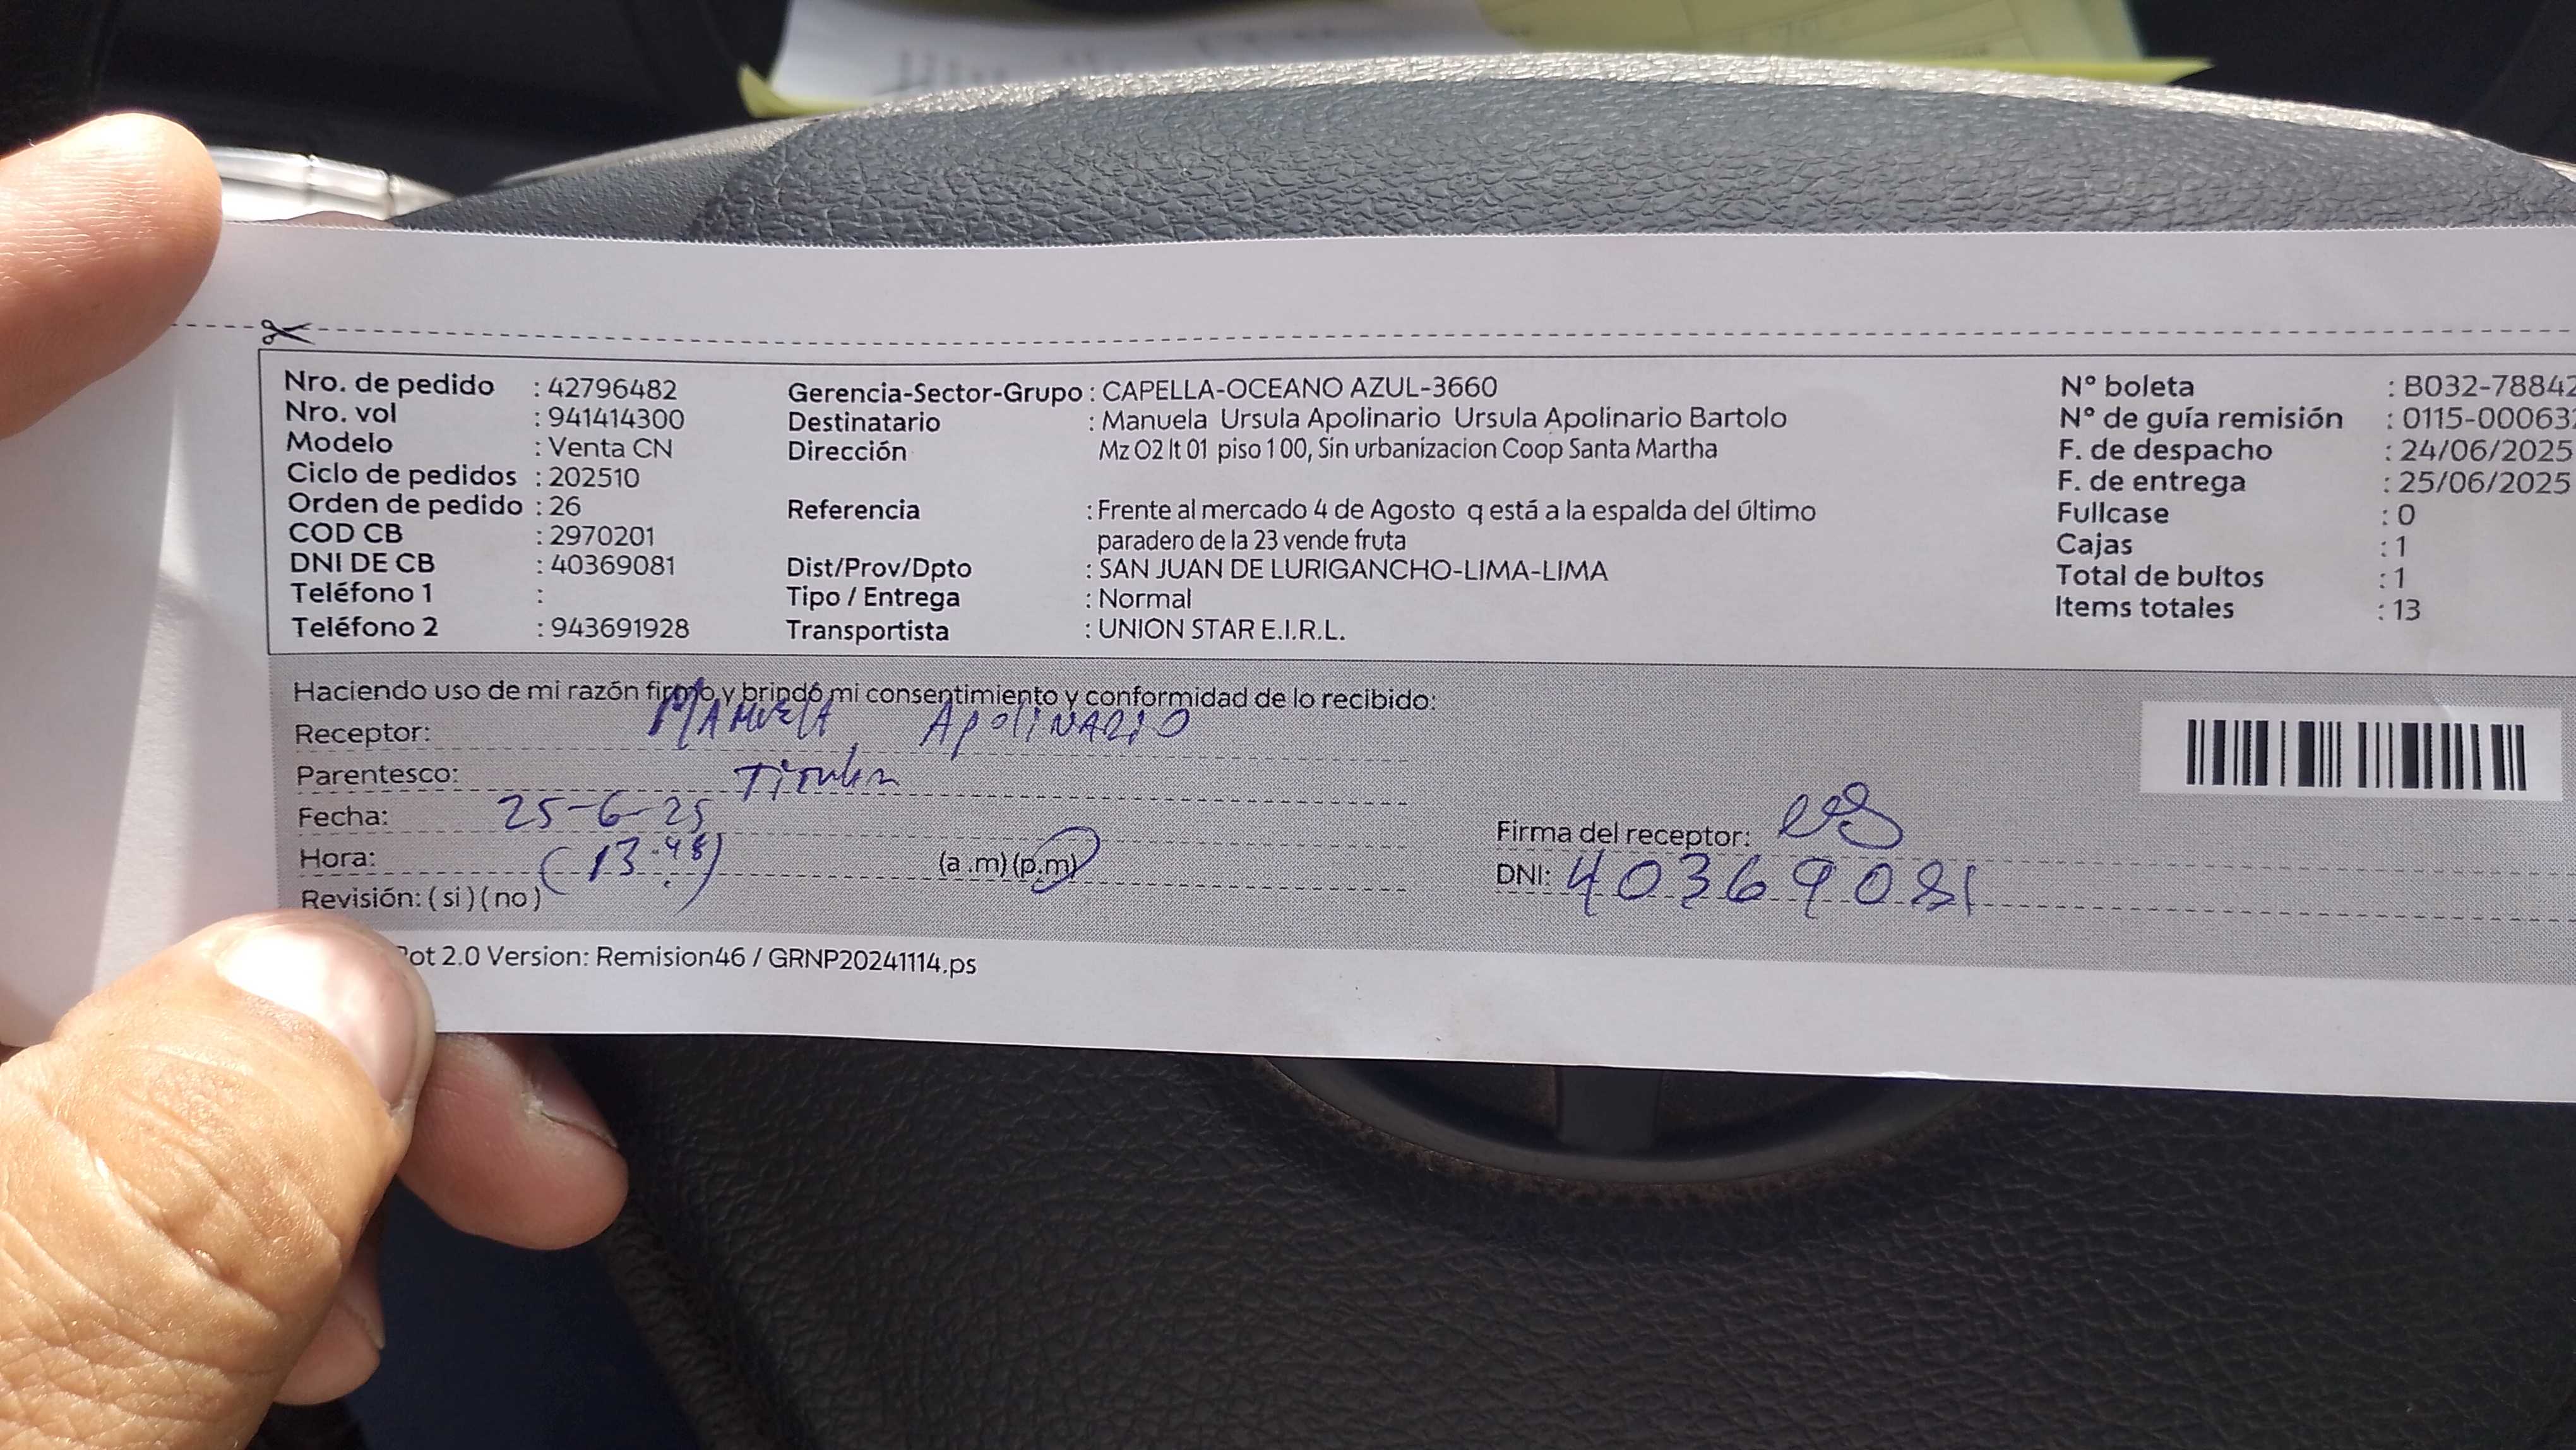 Nro. de pedido : 42796482
Nro. vol : 941414300
Modelo : Venta CN
Ciclo de pedidos : 202510
Orden de pedido : 26
COD CB : 2970201
DNI DE CB : 40369081
Teléfono 1 :
Teléfono 2 : 943691928
Gerencia-Sector-Grupo : CAPELLA-OCEANO AZUL-3660
Destinatario : Manuela Ursula Apolinario Ursula Apolinario Bartolo
Dirección Mz O2 lt 01 piso 1 00, Sin urbanizacion Coop Santa Martha
Referencia : Frente al mercado 4 de Agosto q está a la espalda del último
paradero de la 23 vende fruta
Dist/Prov/Dpto : SAN JUAN DE LURIGANCHO-LIMA-LIMA
Tipo / Entrega : Normal
Transportista : UNION STAR E.I.R.L.
N° boleta : B032-78842
N° de guía remisión : 0115-00063
F. de despacho : 24/06/2025
F. de entrega : 25/06/2025
Fullcase : 0
Cajas : 1
Total de bultos : 1
Items totales : 13
Haciendo uso de mi razón firmo y brindó mi consentimiento y conformidad de lo recibido:
Receptor: MANUELA APOLINARIO
Parentesco: Titular
Fecha: 25-6-25
Hora: (13.48) (a.m) (p.m)
Revisión: ( si ) ( no )
Firma del receptor:
DNI: 40369081
ot 2.0 Version: Remision46 / GRNP20241114.ps